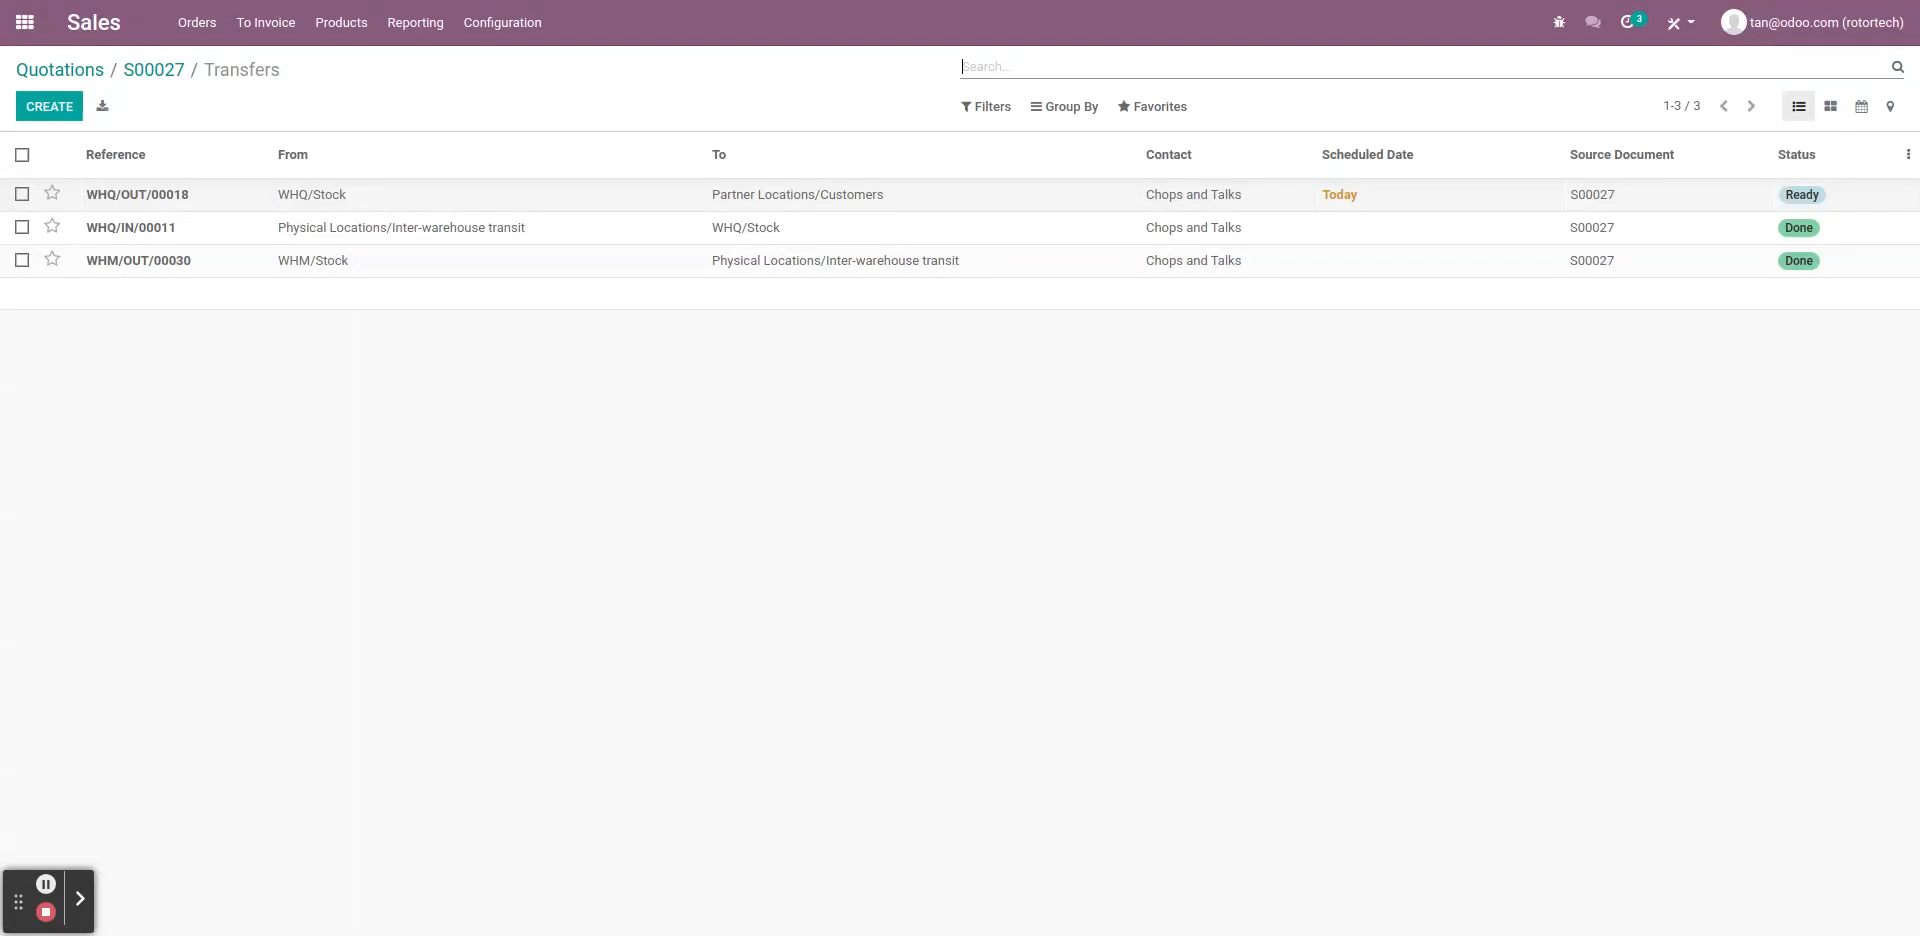 Sales Orders To Invoice Products Reporting Configuration 3 tan@odoo.com (rotortech)
Quotations / S00027 / Transfers Search...
CREATE Filters Group By Favorites 1-3 / 3
Reference From To Contact Scheduled Date Source Document Status
WHQ/OUT/00018 WHQ/Stock Partner Locations/Customers Chops and Talks Today S00027 Ready
WHQ/IN/00011 Physical Locations/Inter-warehouse transit WHQ/Stock Chops and Talks S00027 Done
WHM/OUT/00030 WHM/Stock Physical Locations/Inter-warehouse transit Chops and Talks S00027 Done